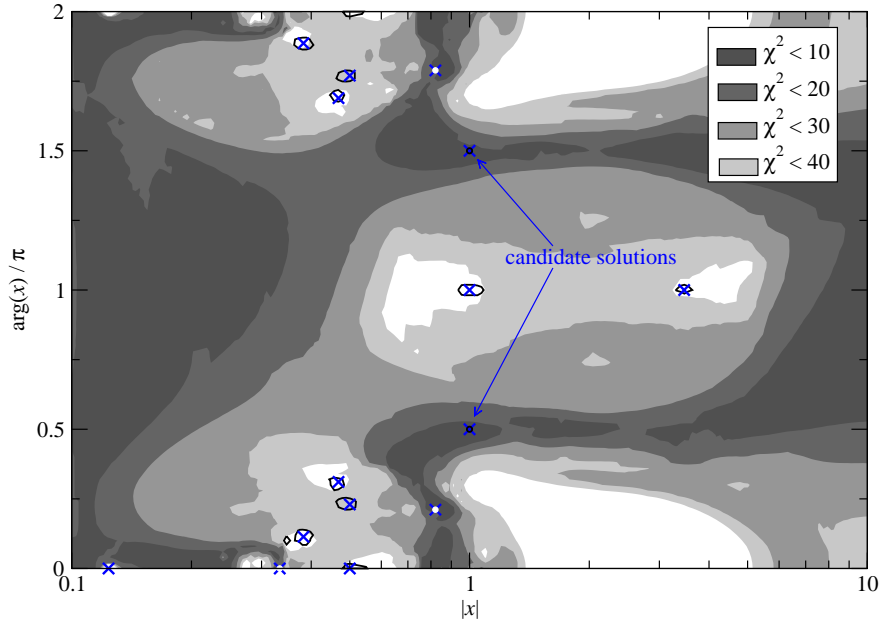 2
1.5
1
0.5
0
0.1
1
10
arg(x) / π
|x|
χ² < 10
χ² < 20
χ² < 30
χ² < 40
candidate solutions